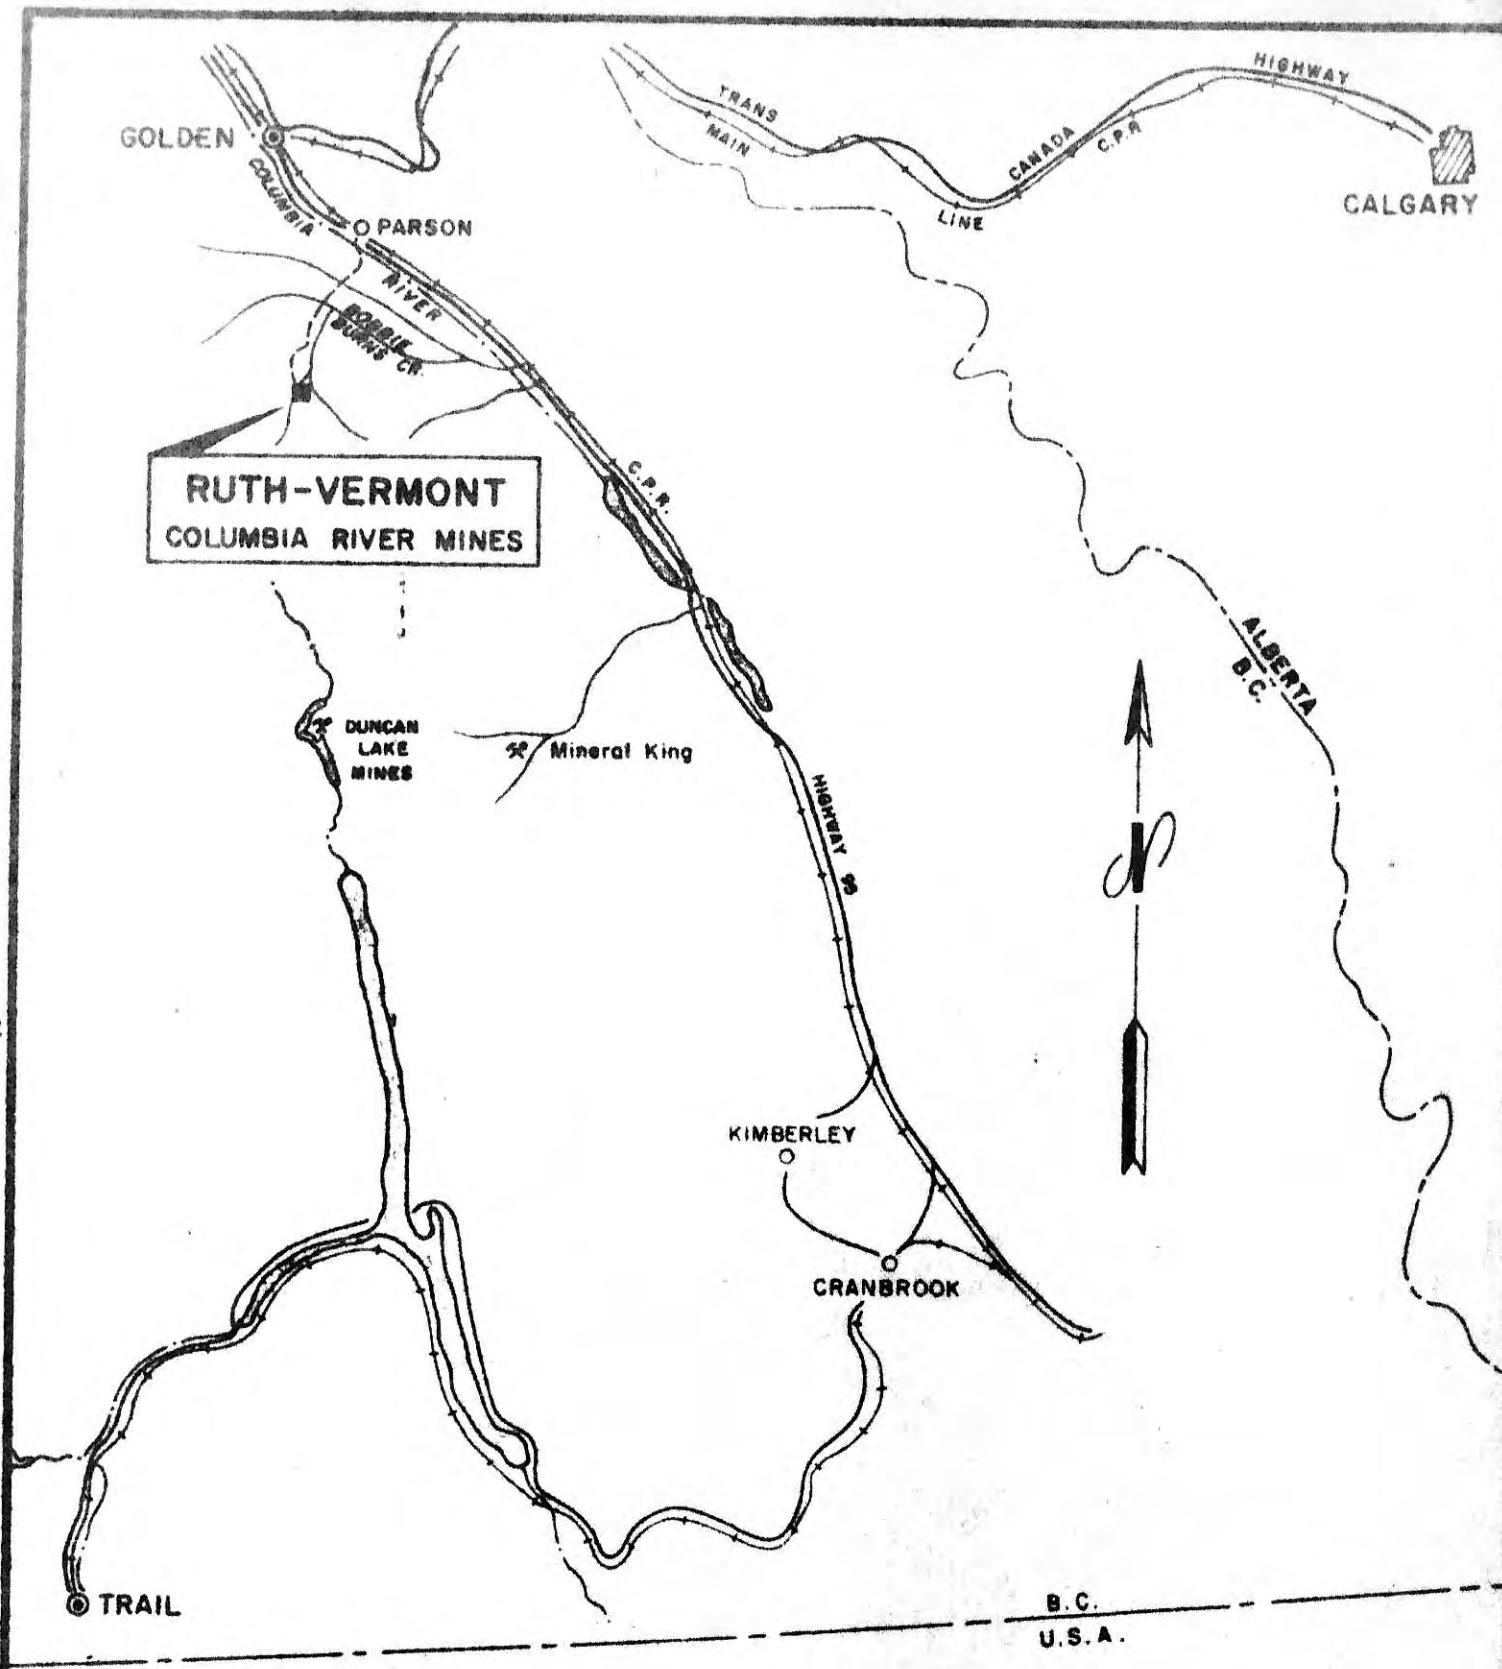 HIGHWAY
TRANS
MAIN
CANADA
C.P.R
LINE
GOLDEN
CALGARY
COLUMBIA
RIVER
PARSON
BOBBIE
BURNS CR.
C.P.R.
RUTH-VERMONT
COLUMBIA RIVER MINES
ALBERTA
B.C.
DUNCAN
LAKE
MINES
Mineral King
HIGHWAY 95
N
KIMBERLEY
CRANBROOK
TRAIL
B.C.
U.S.A.